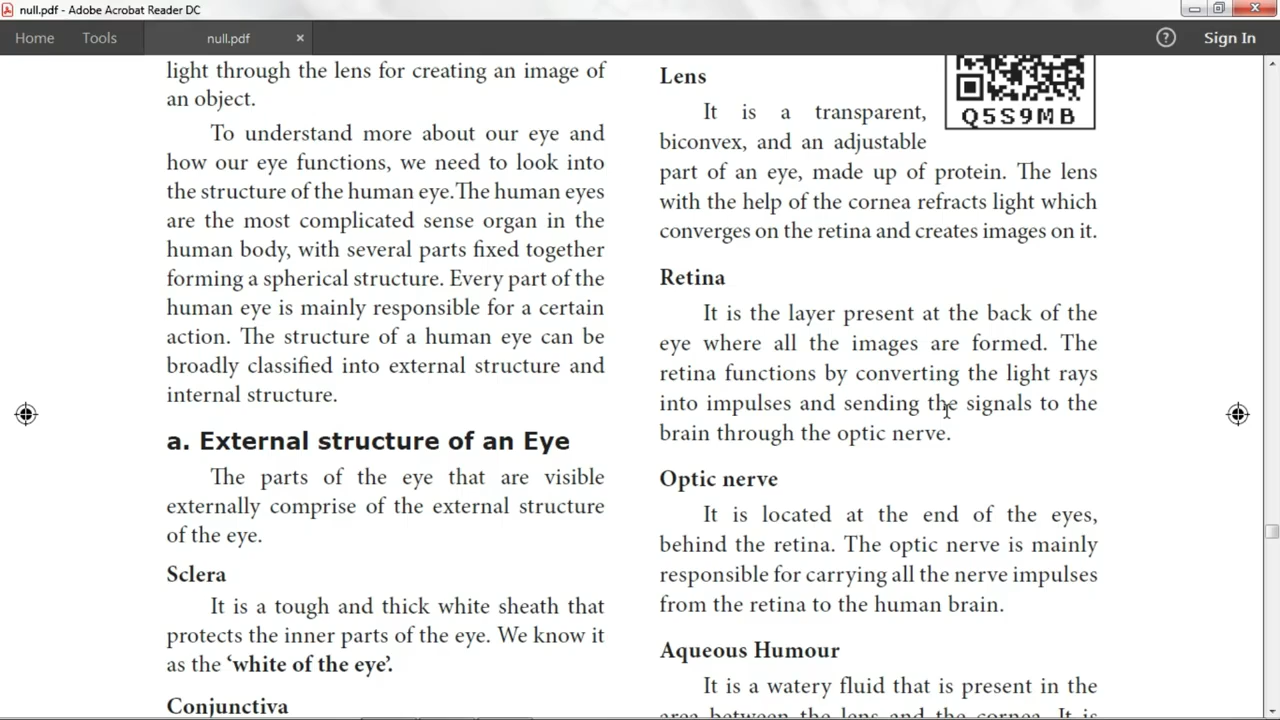 null.pdf - Adobe Acrobat Reader DC
Home Tools null.pdf × ? Sign In
light through the lens for creating an image of
an object.
To understand more about our eye and
how our eye functions, we need to look into
the structure of the human eye.The human eyes
are the most complicated sense organ in the
human body, with several parts fixed together
forming a spherical structure. Every part of the
human eye is mainly responsible for a certain
action. The structure of a human eye can be
broadly classified into external structure and
internal structure.
a. External structure of an Eye
The parts of the eye that are visible
externally comprise of the external structure
of the eye.
Sclera
It is a tough and thick white sheath that
protects the inner parts of the eye. We know it
as the ‘white of the eye’.
Conjunctiva
Q5S9MB
Lens
It is a transparent,
biconvex, and an adjustable
part of an eye, made up of protein. The lens
with the help of the cornea refracts light which
converges on the retina and creates images on it.
Retina
It is the layer present at the back of the
eye where all the images are formed. The
retina functions by converting the light rays
into impulses and sending the signals to the
brain through the optic nerve.
Optic nerve
It is located at the end of the eyes,
behind the retina. The optic nerve is mainly
responsible for carrying all the nerve impulses
from the retina to the human brain.
Aqueous Humour
It is a watery fluid that is present in the
area between the lens and the cornea. It is